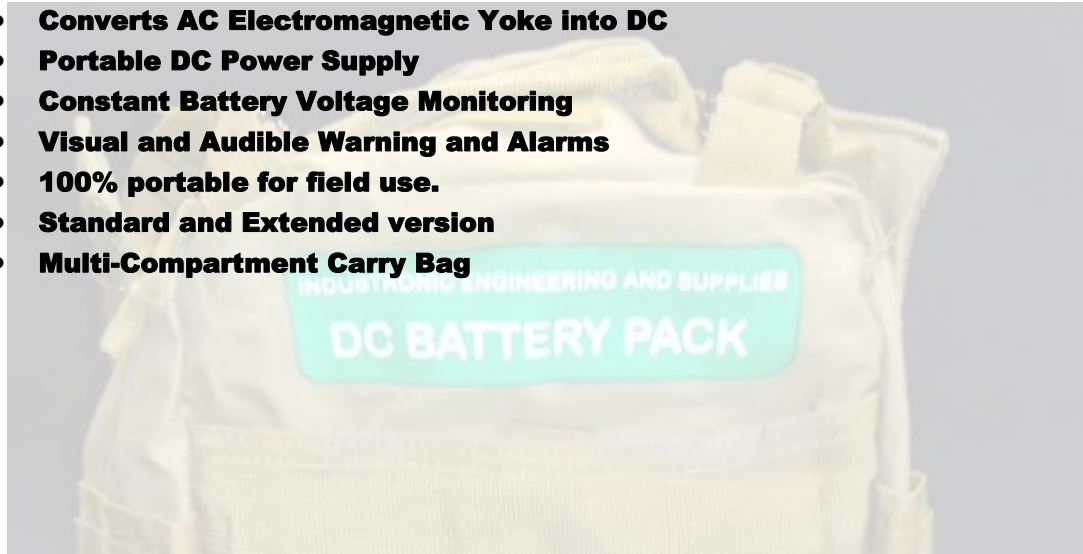 • Converts AC Electromagnetic Yoke into DC
• Portable DC Power Supply
• Constant Battery Voltage Monitoring
• Visual and Audible Warning and Alarms
• 100% portable for field use.
• Standard and Extended version
• Multi-Compartment Carry Bag
INDUSTRONIC ENGINEERING AND SUPPLIES
DC BATTERY PACK